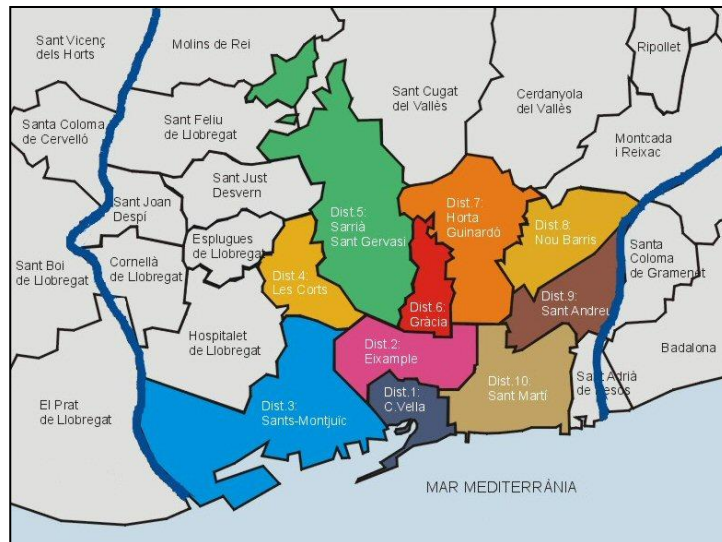 Sant Vicenç
dels Horts
Molins de Rei
Ripollet
Sant Cugat
del Vallès
Cerdanyola
del Vallès
Santa Coloma
de Cervelló
Sant Feliu
de Llobregat
Montcada
i Reixac
Sant Just
Desvern
Sant Joan
Despí
Dist.5:
Sarrià
Sant Gervasi
Dist.7:
Horta
Guinardó
Dist.8:
Nou Barris
Esplugues
de Llobregat
Santa
Coloma
de Gramenet
Sant Boi
de Llobregat
Cornellà
de Llobregat
Dist 4:
Les Corts
Dist.6:
Gràcia
Dist.9:
Sant Andreu
Hospitalet
de Llobregat
Dist.2:
Eixample
Badalona
Dist.10:
Sant Martí
Sant Adrià
de Besòs
Dist.1:
C.Vella
El Prat
de Llobregat
Dist.3:
Sants-Montjuïc
MAR MEDITERRÀNIA